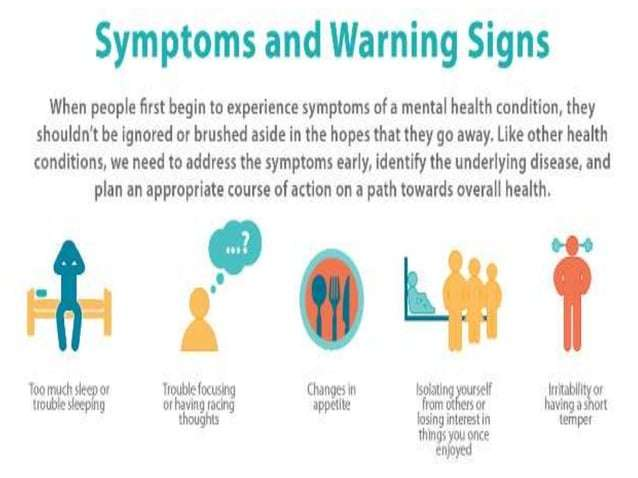 Symptoms and Warning Signs
When people first begin to experience symptoms of a mental health condition, they
shouldn't be ignored or brushed aside in the hopes that they go away. Like other health
conditions, we need to address the symptoms early, identify the underlying disease, and
plan an appropriate course of action on a path towards overall health.
...?
Too much sleep or
trouble sleeping
Trouble focusing
or having racing
thoughts
Changes in
appetite
Isolating yourself
from others or
losing interest in
things you once
enjoyed
Irritability or
having a short
temper